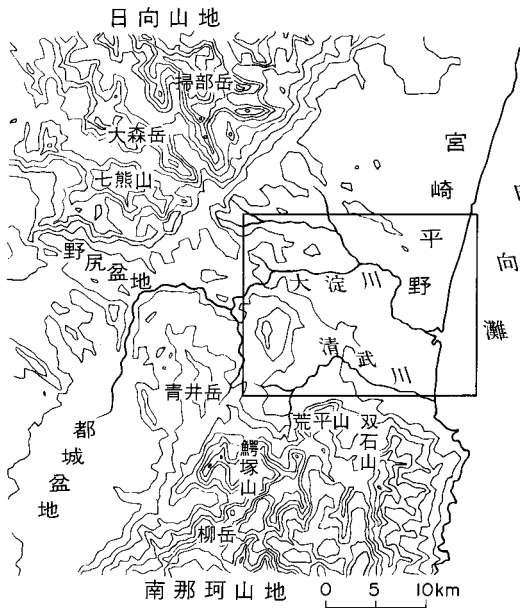 日向山地
掃部岳
大森岳
七熊山
宮崎平野
日向灘
野尻盆地
大淀川
清武川
青井岳
荒平山
双石山
都城盆地
鰐塚山
柳岳
南那珂山地
0 5 10km